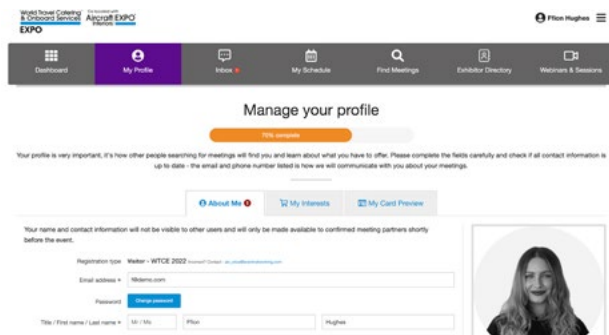 World Travel Catering
& Onboard Services
EXPO
Co-located with
Aircraft EXPO
Interiors
Ffion Hughes
Dashboard
My Profile
Inbox
My Schedule
Find Meetings
Exhibitor Directory
Webinars & Sessions
Manage your profile
70% complete
Your profile is very important, it's how other people searching for meetings will find you and learn about what you have to offer. Please complete the fields carefully and check if all contact information is
up to date - the email and phone number listed is how we will communicate with you about your meetings.
About Me
My Interests
My Card Preview
Your name and contact information will not be visible to other users and will only be made available to confirmed meeting partners shortly
before the event.
Registration type Visitor - WTCE 2022 Incorrect? Contact
Email address *
Password Change password
Title / First name / Last name * Mr / Ms Ffion Hughes